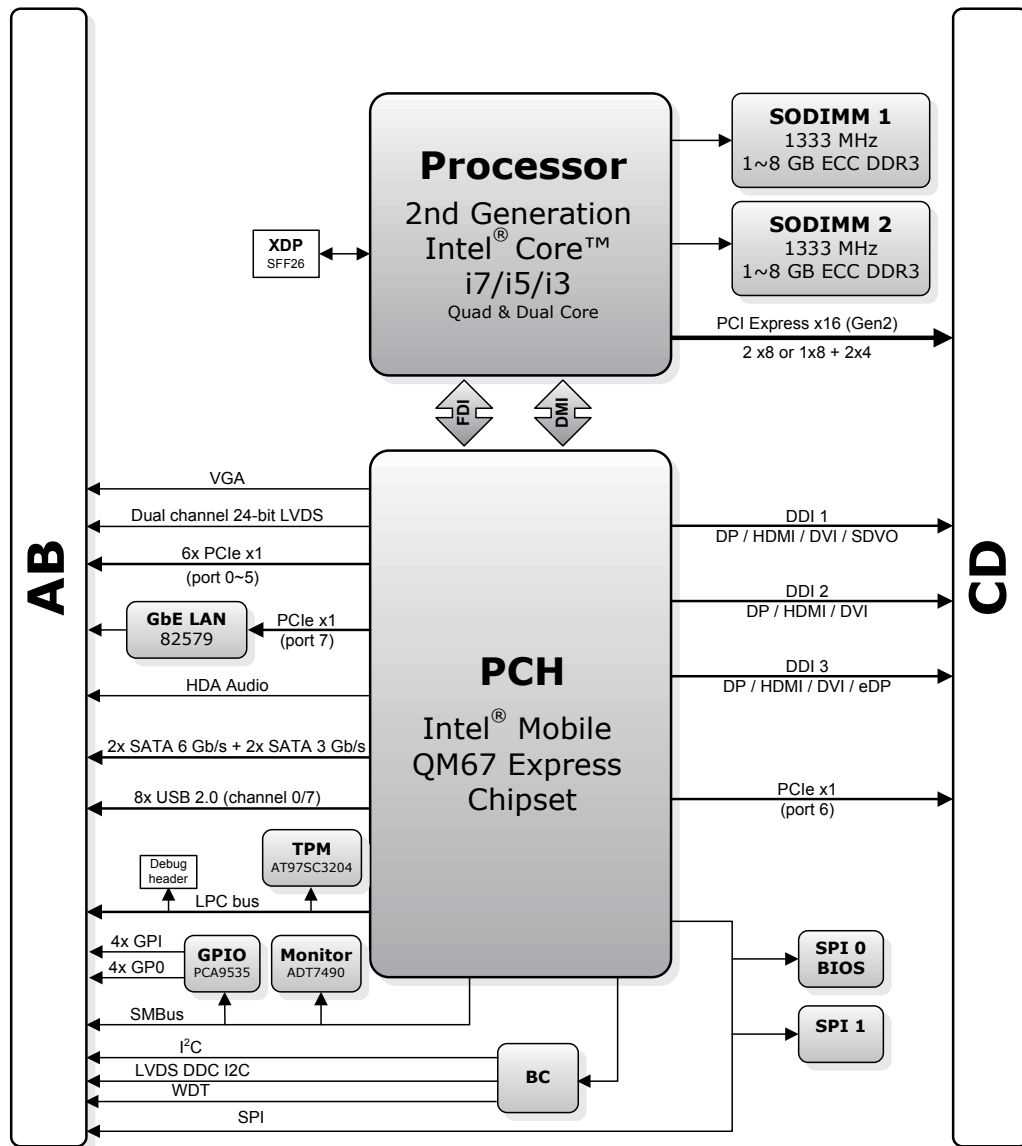 AB
CD
Processor
2nd Generation
Intel® Core™
i7/i5/i3
Quad & Dual Core
XDP
SFF26
SODIMM 1
1333 MHz
1~8 GB ECC DDR3
SODIMM 2
1333 MHz
1~8 GB ECC DDR3
PCI Express x16 (Gen2)
2 x8 or 1x8 + 2x4
FDI
DMI
PCH
Intel® Mobile
QM67 Express
Chipset
VGA
Dual channel 24-bit LVDS
6x PCIe x1
(port 0~5)
GbE LAN
82579
PCIe x1
(port 7)
HDA Audio
2x SATA 6 Gb/s + 2x SATA 3 Gb/s
8x USB 2.0 (channel 0/7)
TPM
AT97SC3204
Debug
header
LPC bus
4x GPI
4x GP0
GPIO
PCA9535
Monitor
ADT7490
SMBus
I²C
LVDS DDC I2C
WDT
BC
SPI
DDI 1
DP / HDMI / DVI / SDVO
DDI 2
DP / HDMI / DVI
DDI 3
DP / HDMI / DVI / eDP
PCIe x1
(port 6)
SPI 0
BIOS
SPI 1